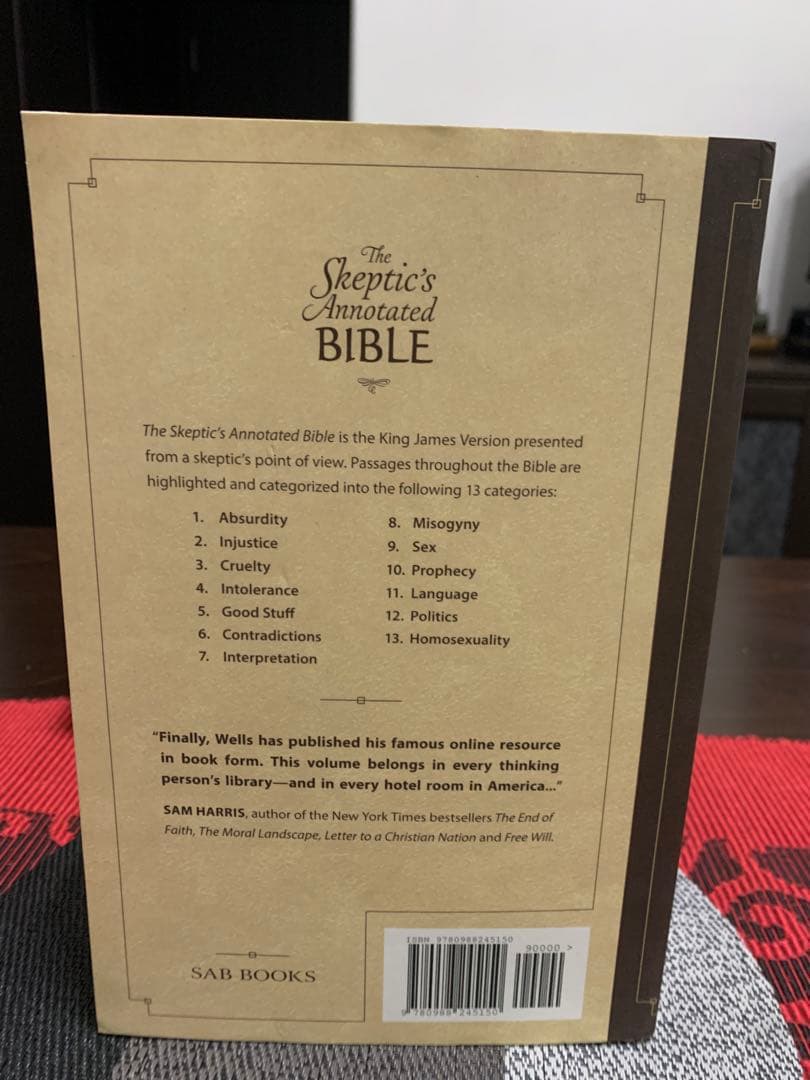 The
Skeptic's
Annotated
BIBLE
The Skeptic's Annotated Bible is the King James Version presented
from a skeptic's point of view. Passages throughout the Bible are
highlighted and categorized into the following 13 categories:
1. Absurdity
2. Injustice
3. Cruelty
4. Intolerance
5. Good Stuff
6. Contradictions
7. Interpretation
8. Misogyny
9. Sex
10. Prophecy
11. Language
12. Politics
13. Homosexuality
"Finally, Wells has published his famous online resource
in book form. This volume belongs in every thinking
person's library—and in every hotel room in America..."
SAM HARRIS, author of the New York Times bestsellers The End of
Faith, The Moral Landscape, Letter to a Christian Nation and Free Will.
SAB BOOKS
ISBN 9780988245150
90000 >
9 780988 245150